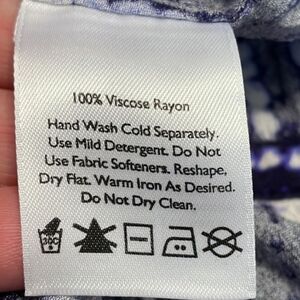 100% Viscose Rayon
Hand Wash Cold Separately.
Use Mild Detergent. Do Not
Use Fabric Softeners. Reshape,
Dry Flat. Warm Iron As Desired.
Do Not Dry Clean.
30C